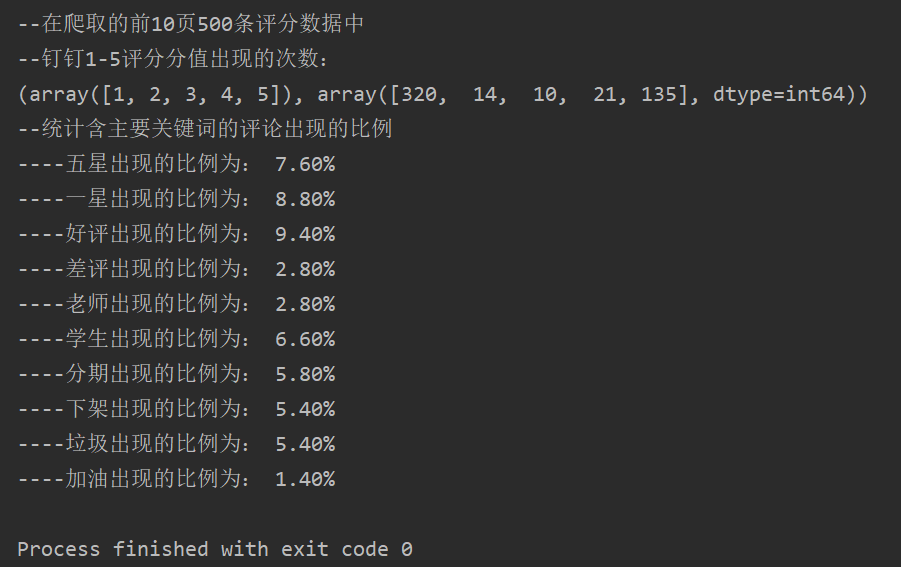 --在爬取的前10页500条评分数据中
--钉钉1-5评分分值出现的次数：
(array([1, 2, 3, 4, 5]), array([320,  14,  10,  21, 135], dtype=int64))
--统计含主要关键词的评论出现的比例
----五星出现的比例为： 7.60%
----一星出现的比例为： 8.80%
----好评出现的比例为： 9.40%
----差评出现的比例为： 2.80%
----老师出现的比例为： 2.80%
----学生出现的比例为： 6.60%
----分期出现的比例为： 5.80%
----下架出现的比例为： 5.40%
----垃圾出现的比例为： 5.40%
----加油出现的比例为： 1.40%
Process finished with exit code 0